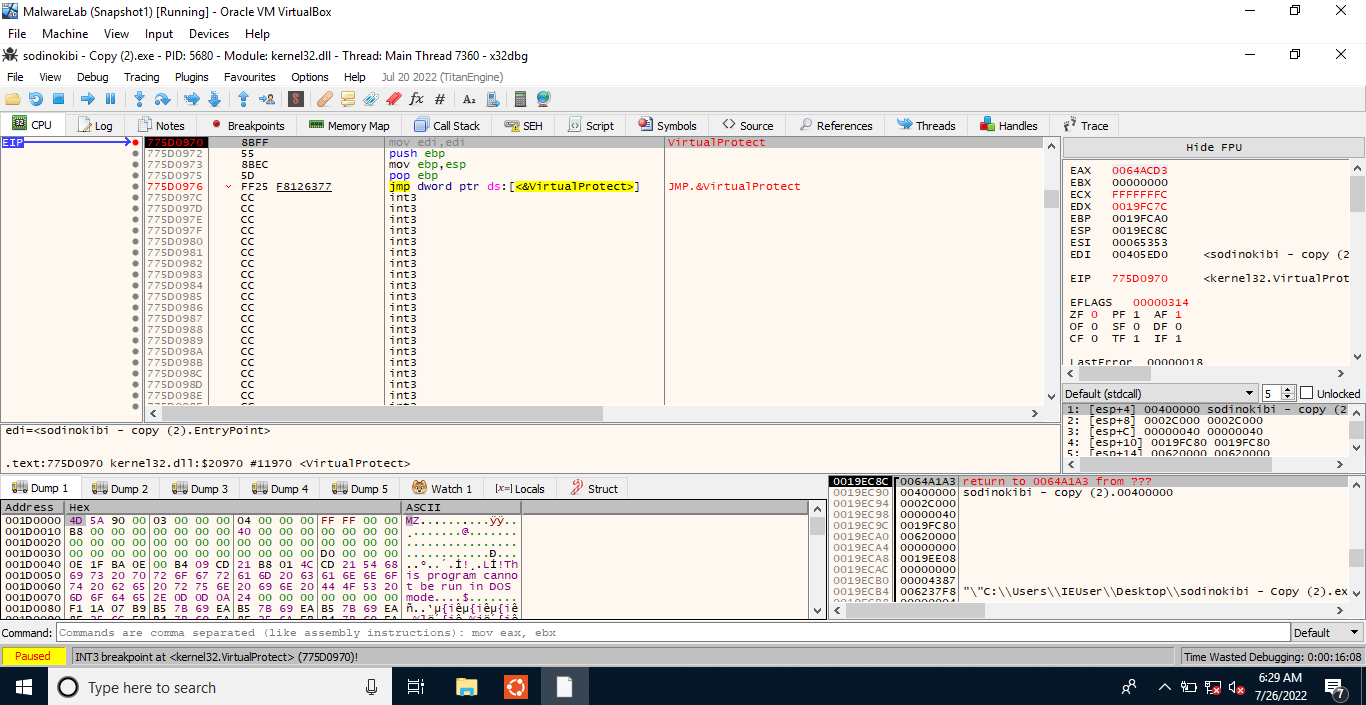 MalwareLab (Snapshot1) [Running] - Oracle VM VirtualBox
File Machine View Input Devices Help
sodinokibi - Copy (2).exe - PID: 5680 - Module: kernel32.dll - Thread: Main Thread 7360 - x32dbg
File View Debug Tracing Plugins Favourites Options Help Jul 20 2022 (TitanEngine)
CPU Log Notes Breakpoints Memory Map Call Stack SEH Script Symbols Source References Threads Handles Trace
EIP 775D0970 8BFF mov edi,edi VirtualProtect
775D0972 55 push ebp
775D0973 8BEC mov ebp,esp
775D0975 5D pop ebp
775D0976 FF25 F8126377 jmp dword ptr ds:[<&VirtualProtect>] JMP.&VirtualProtect
775D097C CC int3
775D097D CC int3
775D097E CC int3
775D097F CC int3
775D0980 CC int3
775D0981 CC int3
775D0982 CC int3
775D0983 CC int3
775D0984 CC int3
775D0985 CC int3
775D0986 CC int3
775D0987 CC int3
775D0988 CC int3
775D0989 CC int3
775D098A CC int3
775D098B CC int3
775D098C CC int3
775D098D CC int3
775D098E CC int3
Hide FPU
EAX 0064ACD3
EBX 00000000
ECX FFFFFFFC
EDX 0019FC7C
EBP 0019FCA0
ESP 0019EC8C
ESI 00065353
EDI 00405ED0 <sodinokibi - copy (2
EIP 775D0970 <kernel32.VirtualProt
EFLAGS 00000314
ZF 0 PF 1 AF 1
OF 0 SF 0 DF 0
CF 0 TF 1 IF 1
LastError 00000018
Default (stdcall) 5 Unlocked
1: [esp+4] 00400000 sodinokibi - copy (2
2: [esp+8] 0002C000 0002C000
3: [esp+C] 00000040 00000040
4: [esp+10] 0019FC80 0019FC80
5: [esp+14] 00620000 00620000
edi=<sodinokibi - copy (2).EntryPoint>
.text:775D0970 kernel32.dll:$20970 #11970 <VirtualProtect>
Dump 1 Dump 2 Dump 3 Dump 4 Dump 5 Watch 1 [x=] Locals Struct
Address Hex ASCII
001D0000 4D 5A 90 00 03 00 00 00 04 00 00 00 FF FF 00 00 MZ..........ÿÿ..
001D0010 B8 00 00 00 00 00 00 00 40 00 00 00 00 00 00 00 ¸.......@.......
001D0020 00 00 00 00 00 00 00 00 00 00 00 00 00 00 00 00 ................
001D0030 00 00 00 00 00 00 00 00 00 00 00 00 D0 00 00 00 ............Ð...
001D0040 0E 1F BA 0E 00 B4 09 CD 21 B8 01 4C CD 21 54 68 ..º..´.Í!¸.LÍ!Th
001D0050 69 73 20 70 72 6F 67 72 61 6D 20 63 61 6E 6E 6F is program canno
001D0060 74 20 62 65 20 72 75 6E 20 69 6E 20 44 4F 53 20 t be run in DOS
001D0070 6D 6F 64 65 2E 0D 0D 0A 24 00 00 00 00 00 00 00 mode....$.......
001D0080 F1 1A 07 B9 B5 7B 69 EA B5 7B 69 EA B5 7B 69 EA ñ..¹µ{iêµ{iêµ{iê
0019EC8C 0064A1A3 return to 0064A1A3 from ???
0019EC90 00400000 sodinokibi - copy (2).00400000
0019EC94 0002C000
0019EC98 00000040
0019EC9C 0019FC80
0019ECA0 00620000
0019ECA4 00000000
0019ECA8 0019EE08
0019ECAC 00000000
0019ECB0 00004387
0019ECB4 006237F8 "\"C:\\Users\\IEUser\\Desktop\\sodinokibi - Copy (2).ex
Command: Commands are comma separated (like assembly instructions): mov eax, ebx Default
Paused INT3 breakpoint at <kernel32.VirtualProtect> (775D0970)! Time Wasted Debugging: 0:00:16:08
Type here to search
6:29 AM
7/26/2022
7